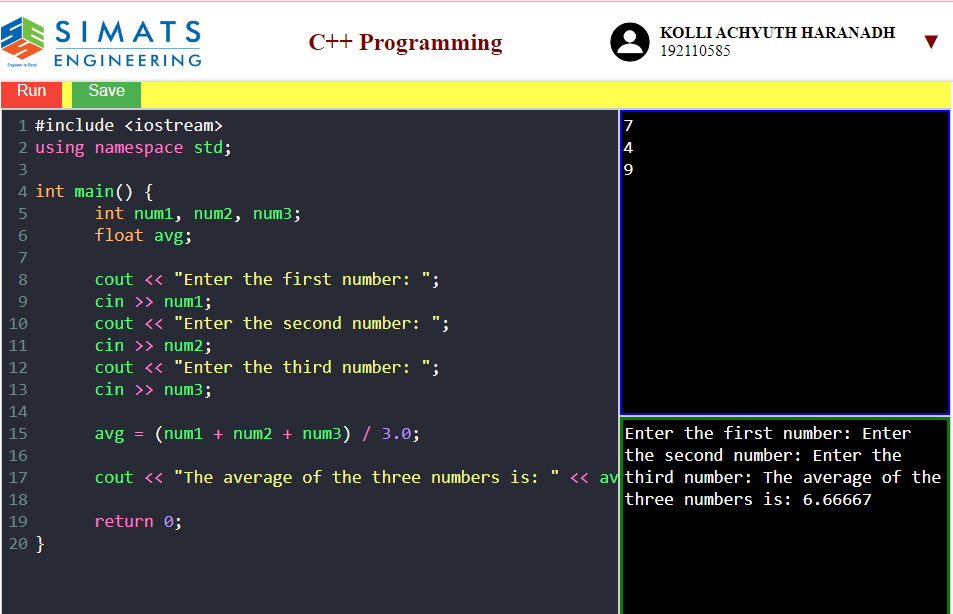 SIMATS
ENGINEERING
Engineer to Excel
C++ Programming
KOLLI ACHYUTH HARANADH
192110585
Run Save
1 #include <iostream>
2 using namespace std;
3
4 int main() {
5 int num1, num2, num3;
6 float avg;
7
8 cout << "Enter the first number: ";
9 cin >> num1;
10 cout << "Enter the second number: ";
11 cin >> num2;
12 cout << "Enter the third number: ";
13 cin >> num3;
14
15 avg = (num1 + num2 + num3) / 3.0;
16
17 cout << "The average of the three numbers is: " << av
18
19 return 0;
20 }
7
4
9
Enter the first number: Enter
the second number: Enter the
third number: The average of the
three numbers is: 6.66667